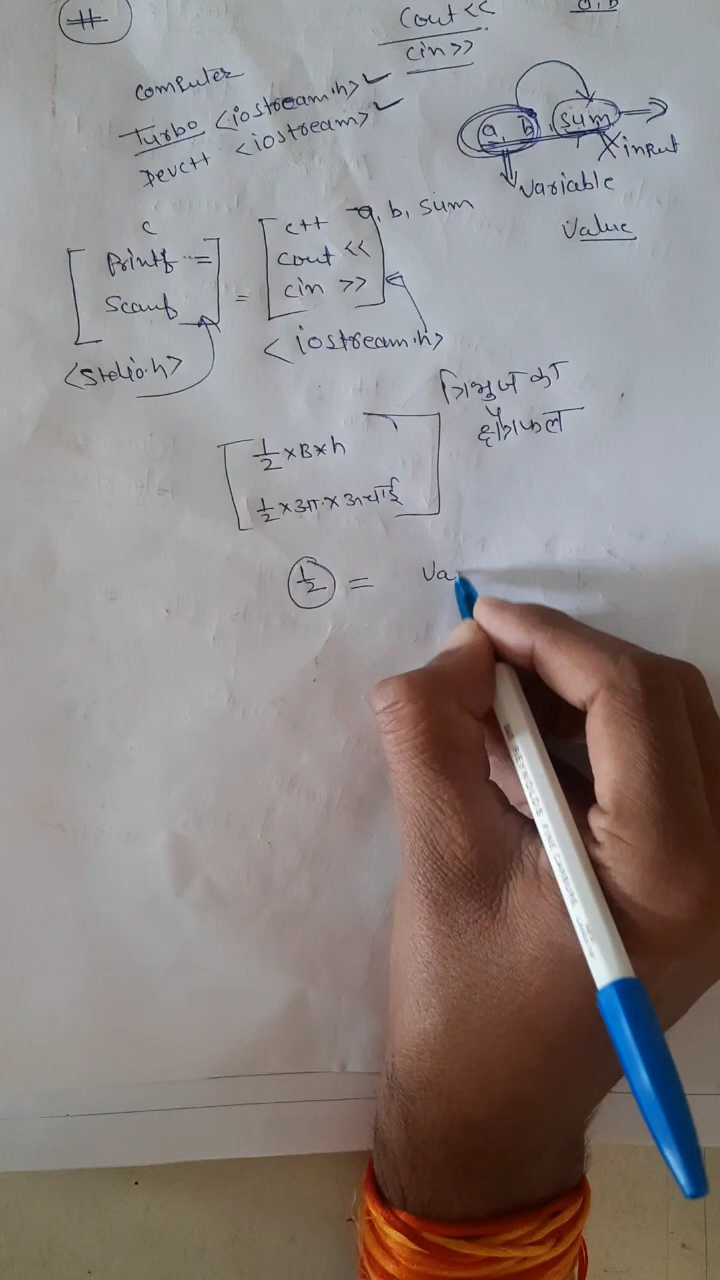 #
Cout <<
cin >>
a, b
Computer
Turbo <iostream.h> ✓
Devc++ <iostream> ✓
a, b, sum
X input
variable
Value
C
Printf =
Scanf
<stdio.h>
=
C++ a, b, sum
Cout <<
cin >>
<iostream.h>
त्रिभुज का
क्षेत्रफल
1/2 × B × h
1/2 × आ. × ऊचाई
1/2 = Va